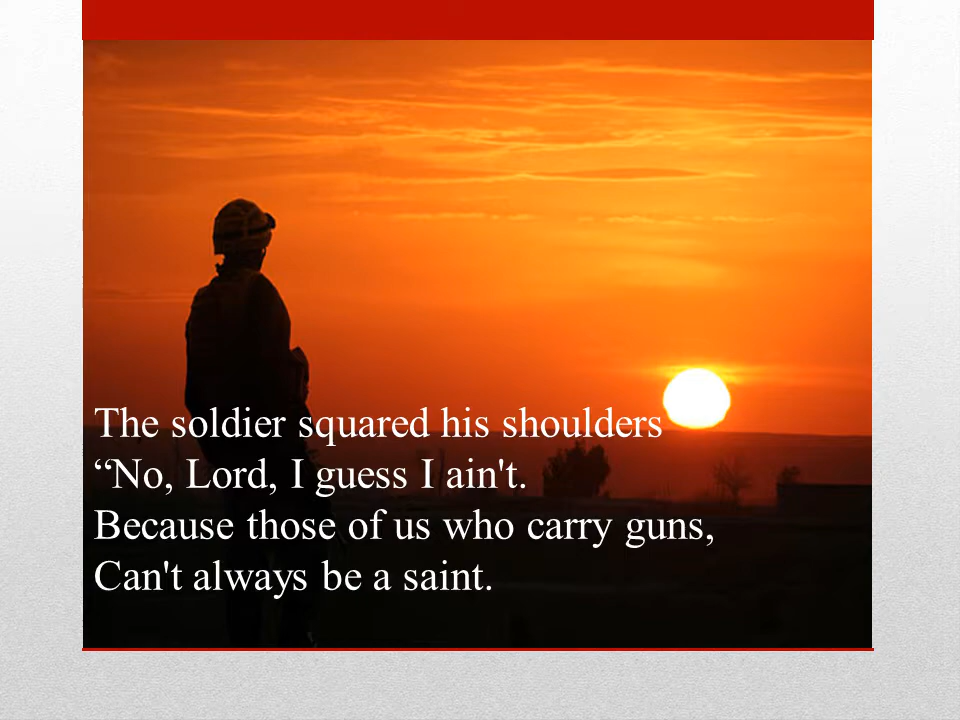 The soldier squared his shoulders
“No, Lord, I guess I ain't.
Because those of us who carry guns,
Can't always be a saint.